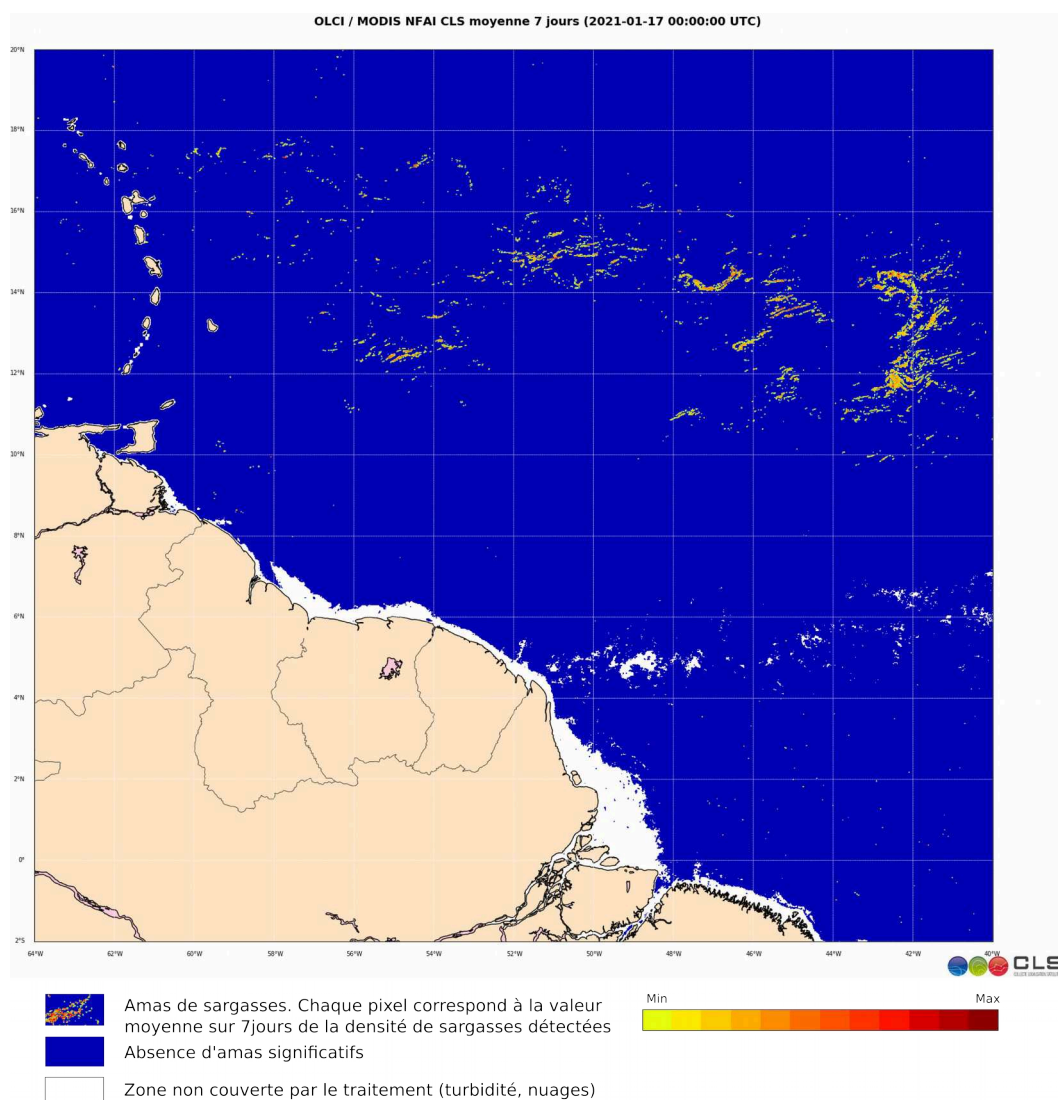 OLCI / MODIS NFAI CLS moyenne 7 jours (2021-01-17 00:00:00 UTC)
20°N
18°N
16°N
14°N
12°N
10°N
8°N
6°N
4°N
2°N
0°
2°S
64°W 62°W 60°W 58°W 56°W 54°W 52°W 50°W 48°W 46°W 44°W 42°W 40°W
CLS
Min Max
Amas de sargasses. Chaque pixel correspond à la valeur
moyenne sur 7jours de la densité de sargasses détectées
Absence d'amas significatifs
Zone non couverte par le traitement (turbidité, nuages)